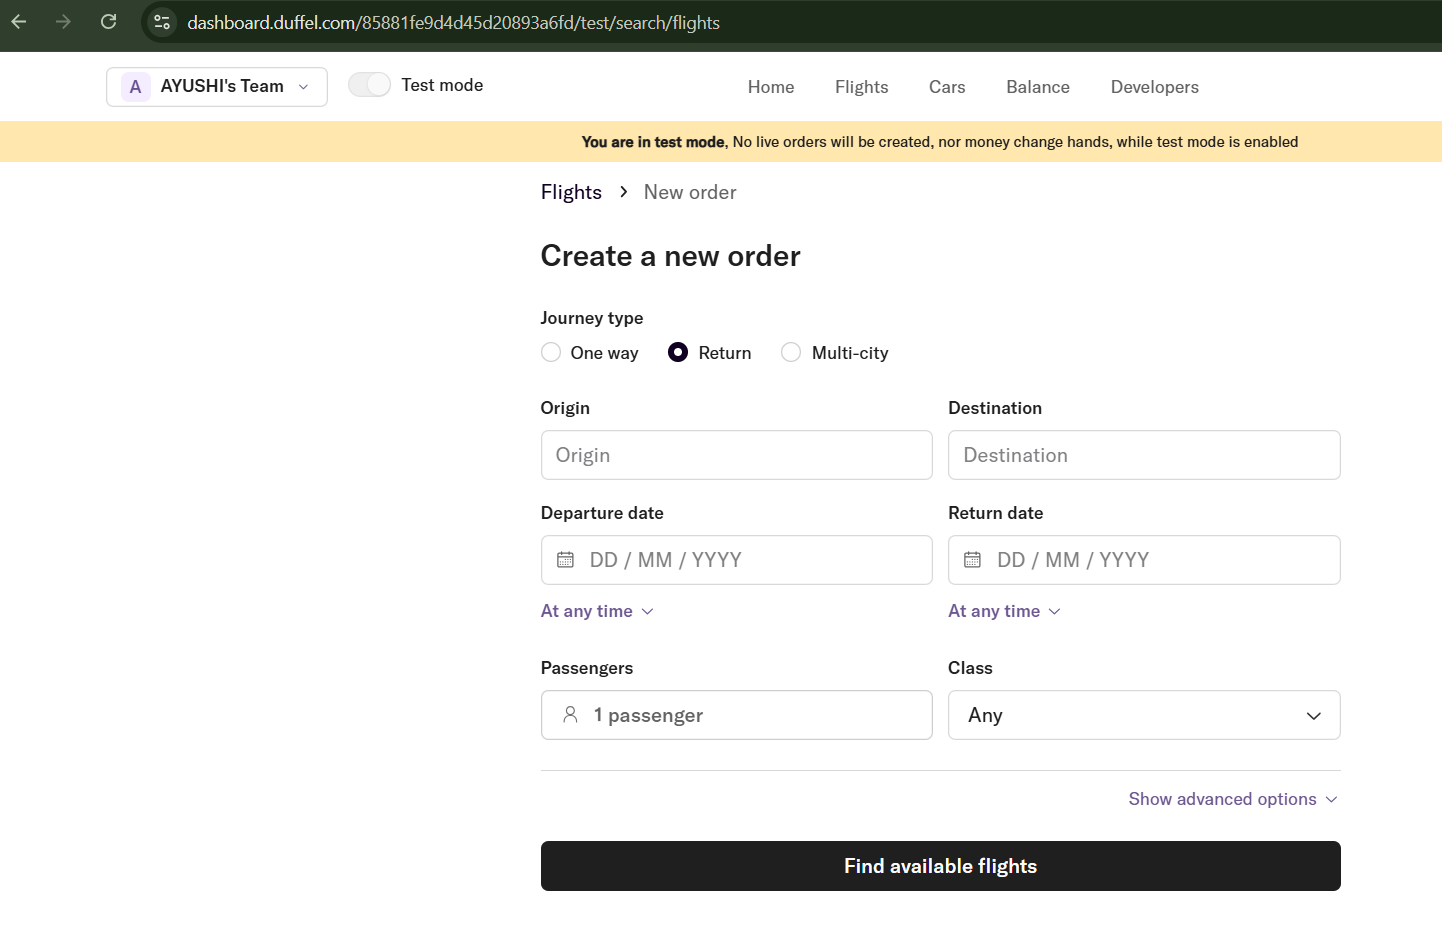 dashboard.duffel.com/85881fe9d4d45d20893a6fd/test/search/flights
A AYUSHI's Team Test mode Home Flights Cars Balance Developers
You are in test mode, No live orders will be created, nor money change hands, while test mode is enabled
Flights > New order
Create a new order
Journey type
One way Return Multi-city
Origin Destination
Origin Destination
Departure date Return date
DD / MM / YYYY DD / MM / YYYY
At any time At any time
Passengers Class
1 passenger Any
Show advanced options
Find available flights